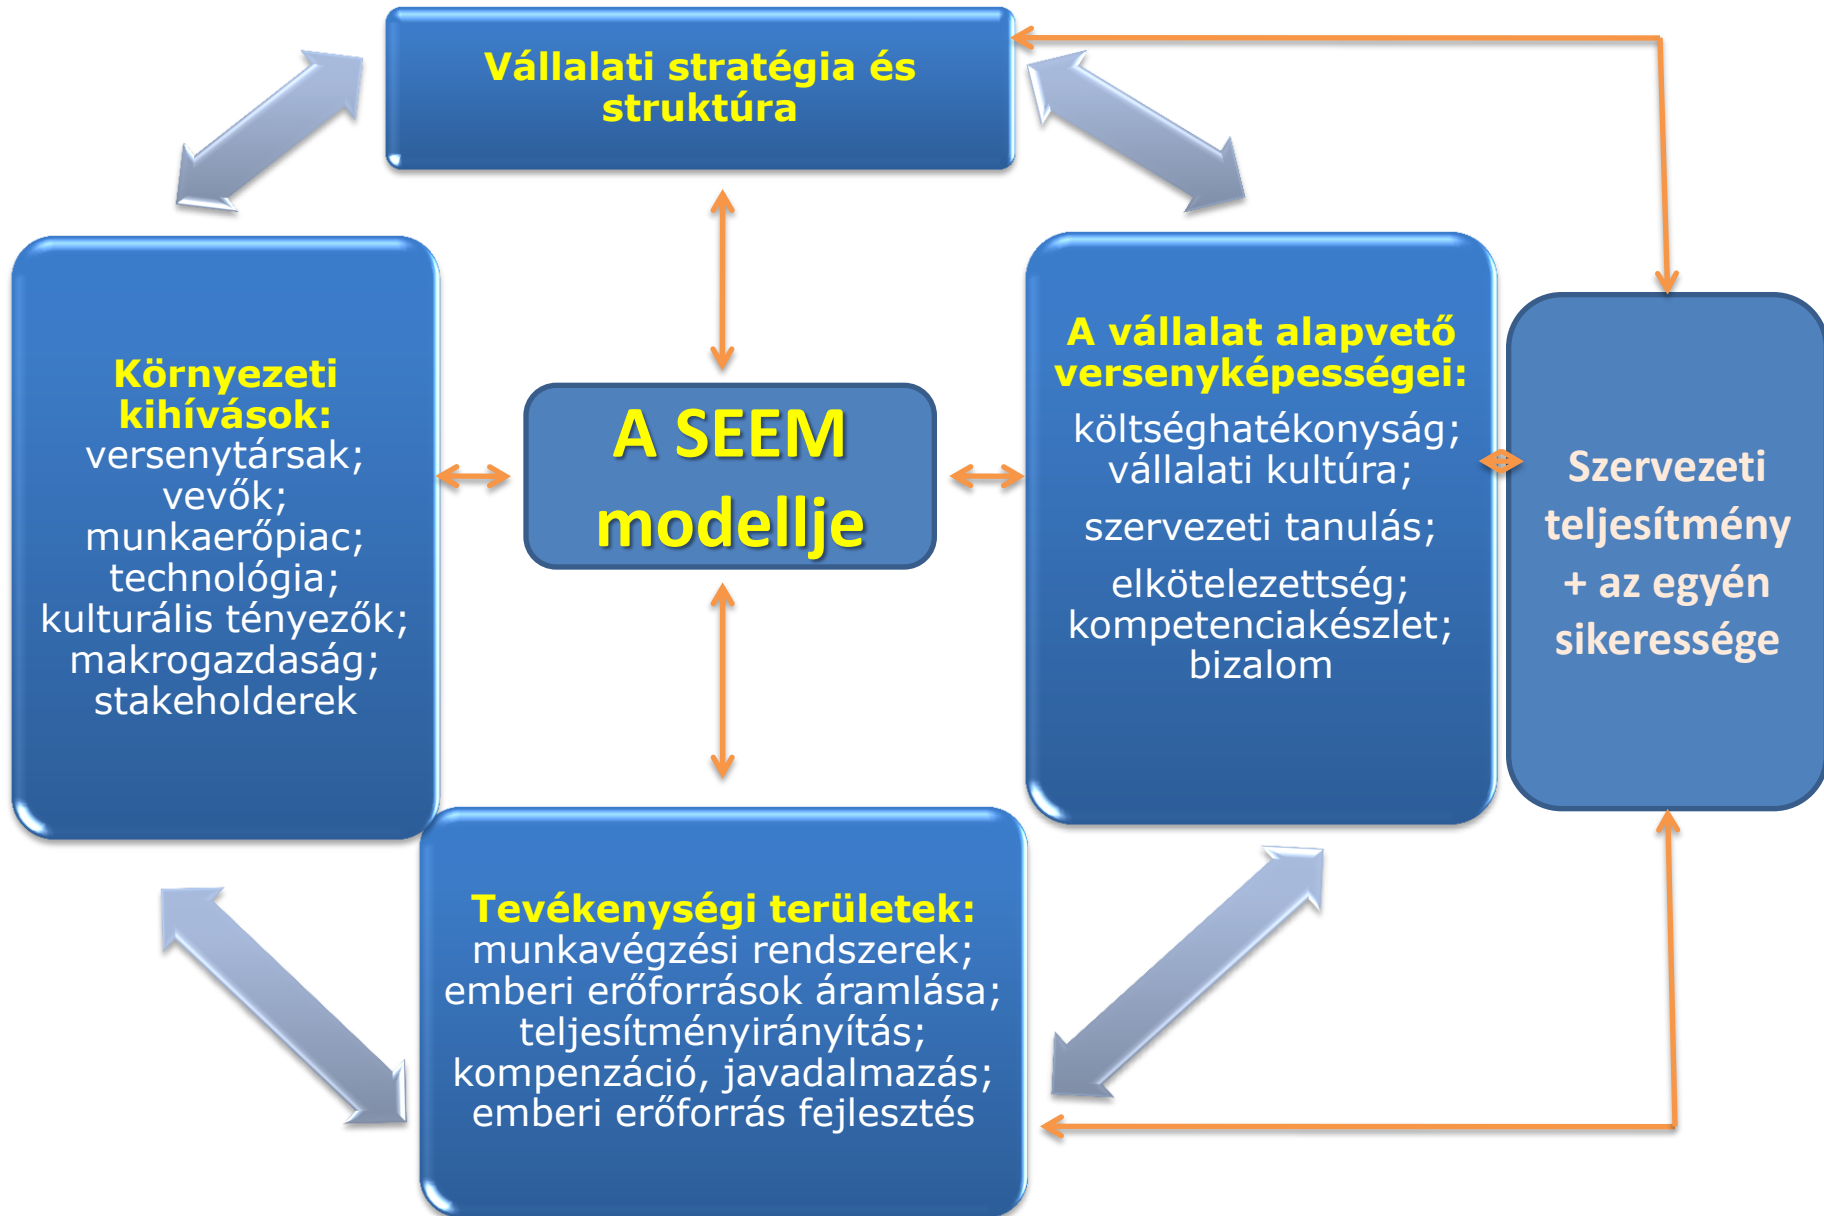 Vállalati stratégia és
struktúra
Környezeti
kihívások:
versenytársak;
vevők;
munkaerőpiac;
technológia;
kulturális tényezők;
makrogazdaság;
stakeholderek
A SEEM
modellje
A vállalat alapvető
versenyképességei:
költséghatékonyság;
vállalati kultúra;
szervezeti tanulás;
elkötelezettség;
kompetenciakészlet;
bizalom
Szervezeti
teljesítmény
+ az egyén
sikeressége
Tevékenységi területek:
munkavégzési rendszerek;
emberi erőforrások áramlása;
teljesítményirányítás;
kompenzáció, javadalmazás;
emberi erőforrás fejlesztés